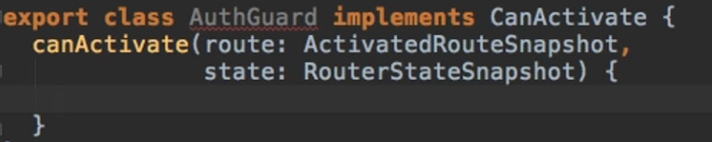 export class AuthGuard implements CanActivate {
canActivate(route: ActivatedRouteSnapshot,
state: RouterStateSnapshot) {
}